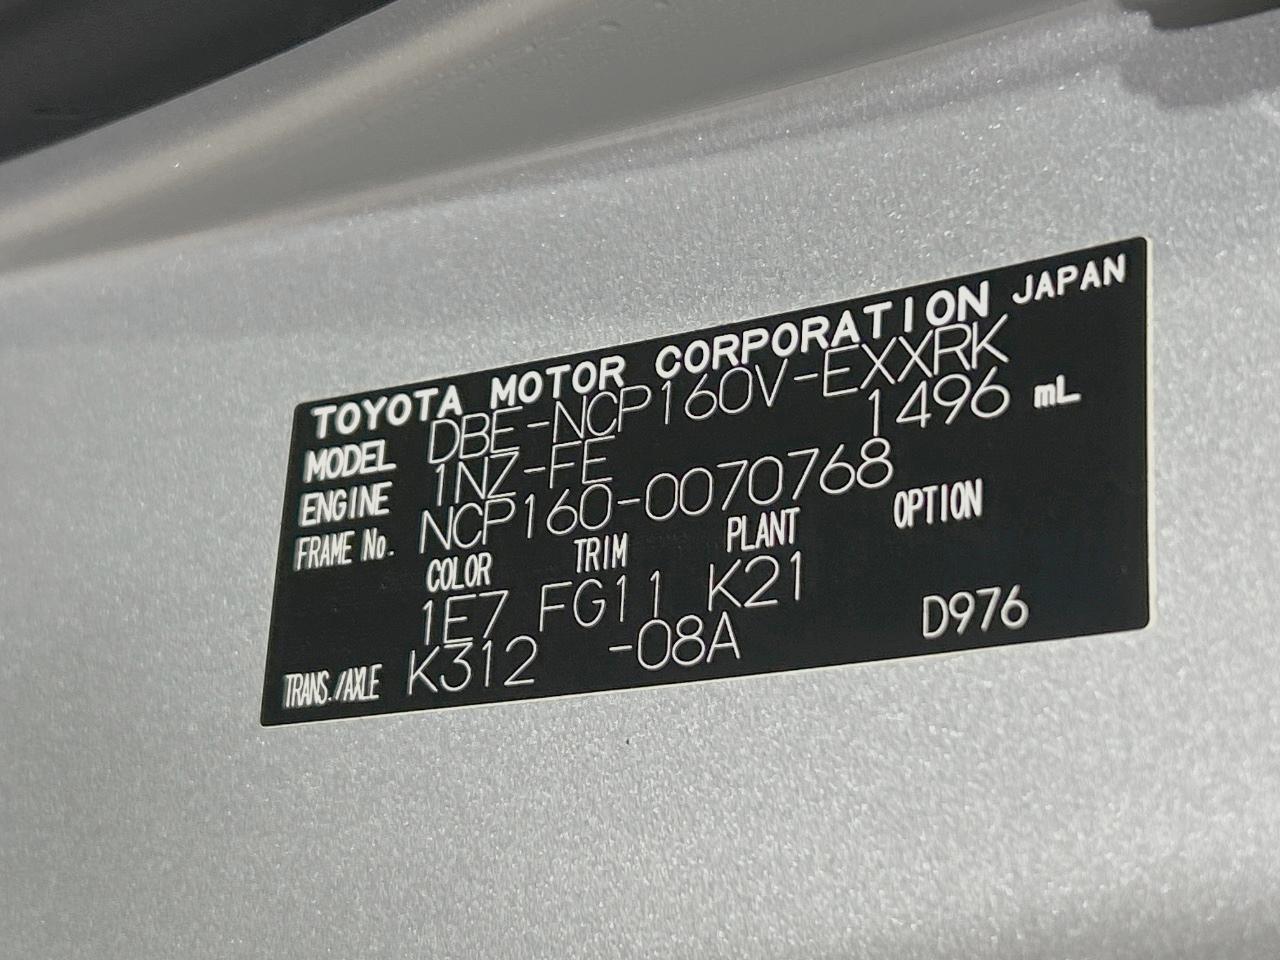 TOYOTA MOTOR CORPORATION JAPAN
MODEL DBE-NCP160V-EXXRK
ENGINE 1NZ-FE 1496 mL
FRAME No. NCP160-0070768
COLOR TRIM PLANT OPTION
1E7 FG11 K21
TRANS./AXLE K312 -08A D976